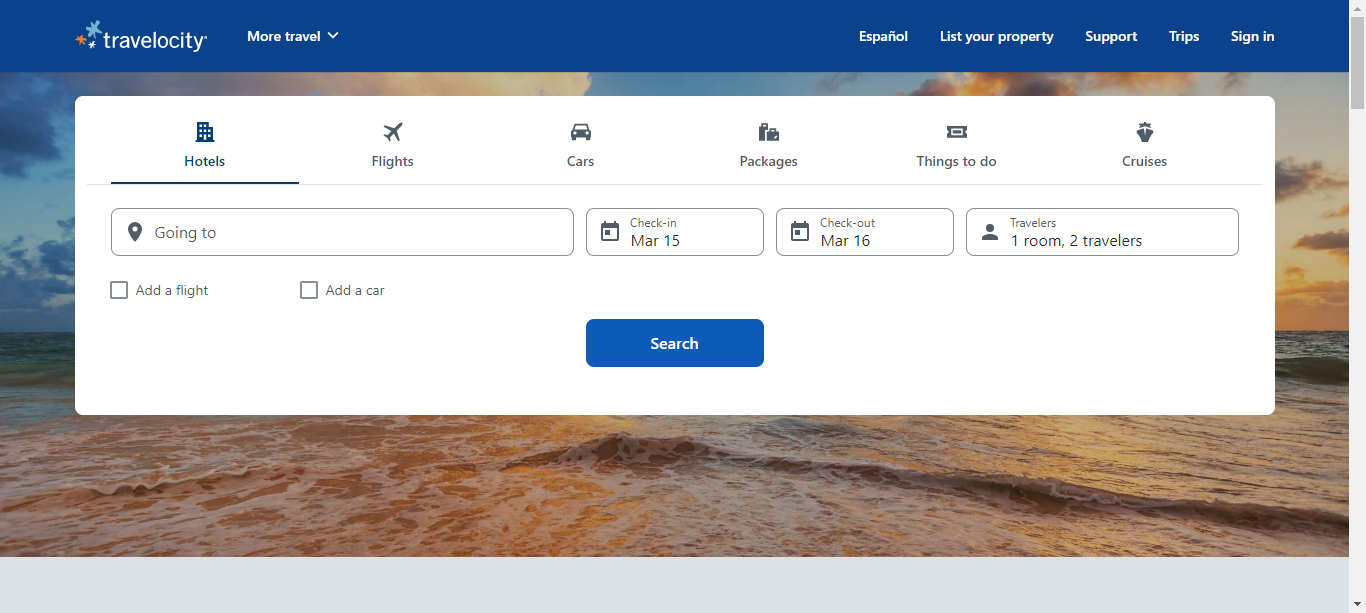 travelocity
More travel
Español
List your property
Support
Trips
Sign in
Hotels
Flights
Cars
Packages
Things to do
Cruises
Going to
Check-in
Mar 15
Check-out
Mar 16
Travelers
1 room, 2 travelers
Add a flight
Add a car
Search